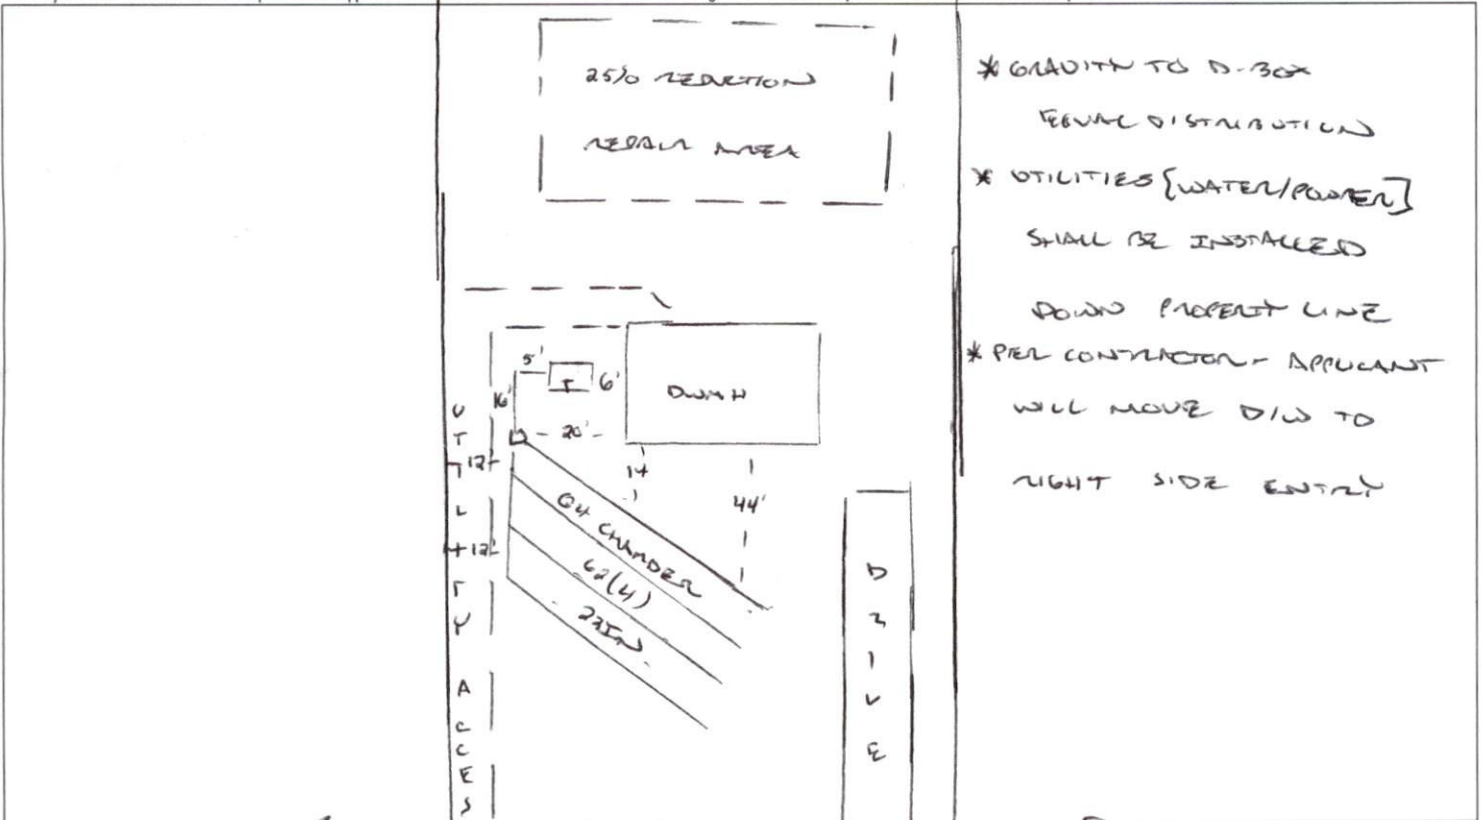 25% REDUCTION
REPAIR AREA
* GRAVITY TO D-BOX
EQUAL DISTRIBUTION
* UTILITIES [WATER/POWER]
SHALL BE INSTALLED
DOWN PROPERTY LINE
* PER CONTRACTOR - APPLICANT
WILL MOVE D/W TO
RIGHT SIDE ENTRY
5'
T
6'
DWMH
16'
20'
12'
14
44'
12'
CHAMBER
62(4)
23IN
UTILITY ACCES
DRIVE